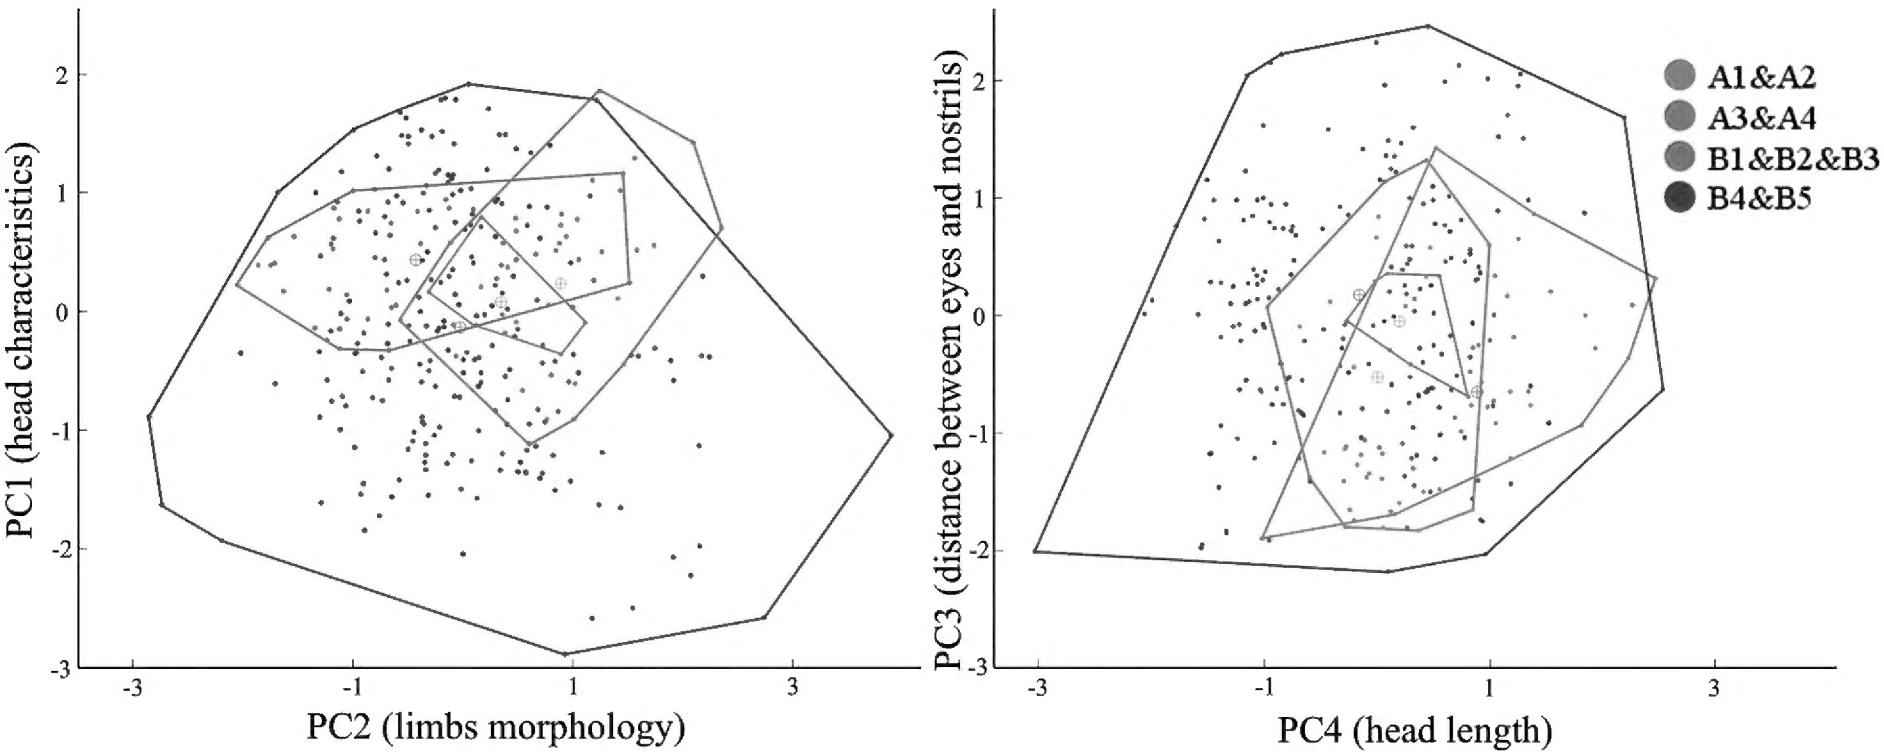 PC1 (head characteristics)
2
1
0
-1
-2
-3
-3
-1
1
3
PC2 (limbs morphology)
PC3 (distance between eyes and nostrils)
2
1
0
-1
-2
-3
-3
-1
1
3
PC4 (head length)
A1&A2
A3&A4
B1&B2&B3
B4&B5